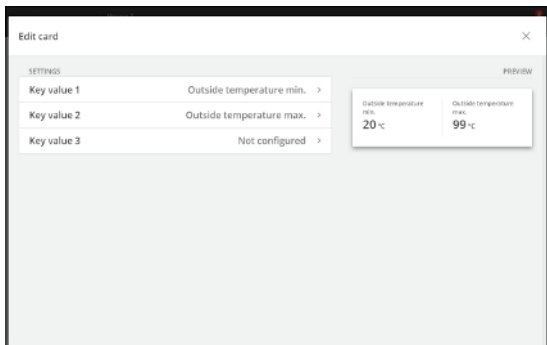 Edit card
SETTINGS
PREVIEW
Key value 1 Outside temperature min.
Key value 2 Outside temperature max.
Key value 3 Not configured
Outside temperature
min.
20 °C
Outside temperature
max.
99 °C